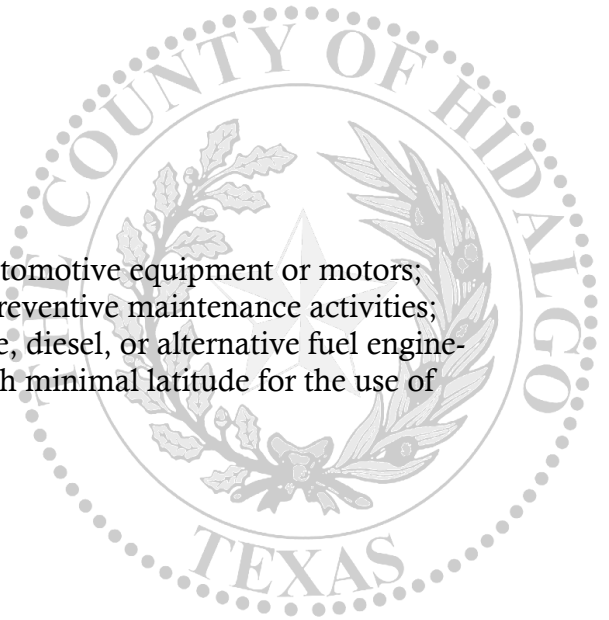 THE COUNTY OF HIDALGO
tomotive equipment or motors;
reventive maintenance activities;
e, diesel, or alternative fuel engine-
h minimal latitude for the use of
TEXAS